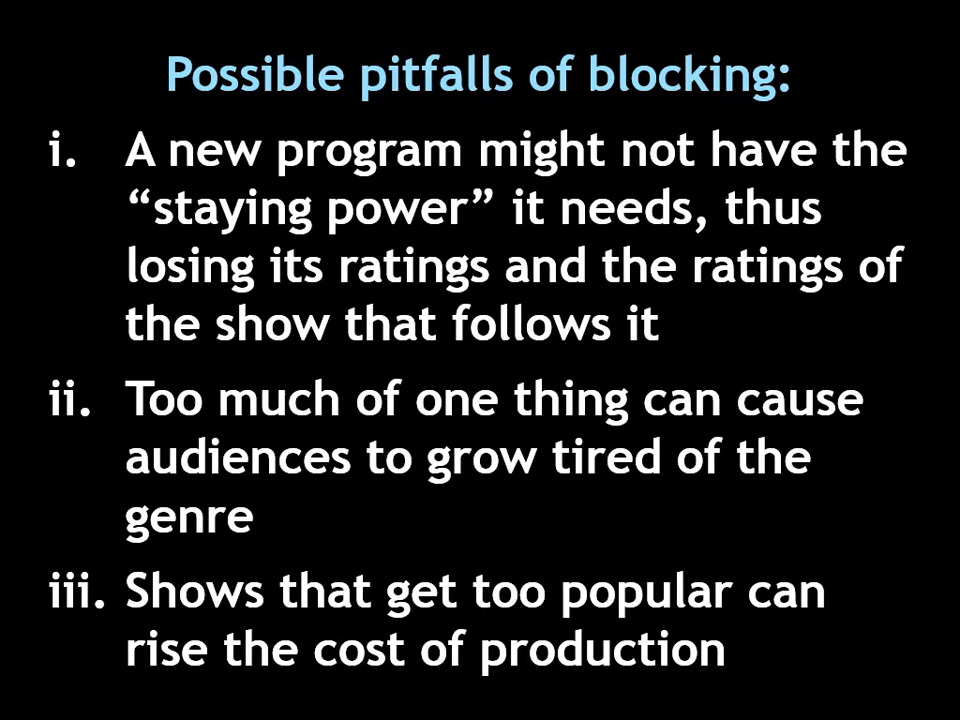 Possible pitfalls of blocking:
i. A new program might not have the
“staying power” it needs, thus
losing its ratings and the ratings of
the show that follows it
ii. Too much of one thing can cause
audiences to grow tired of the
genre
iii. Shows that get too popular can
rise the cost of production